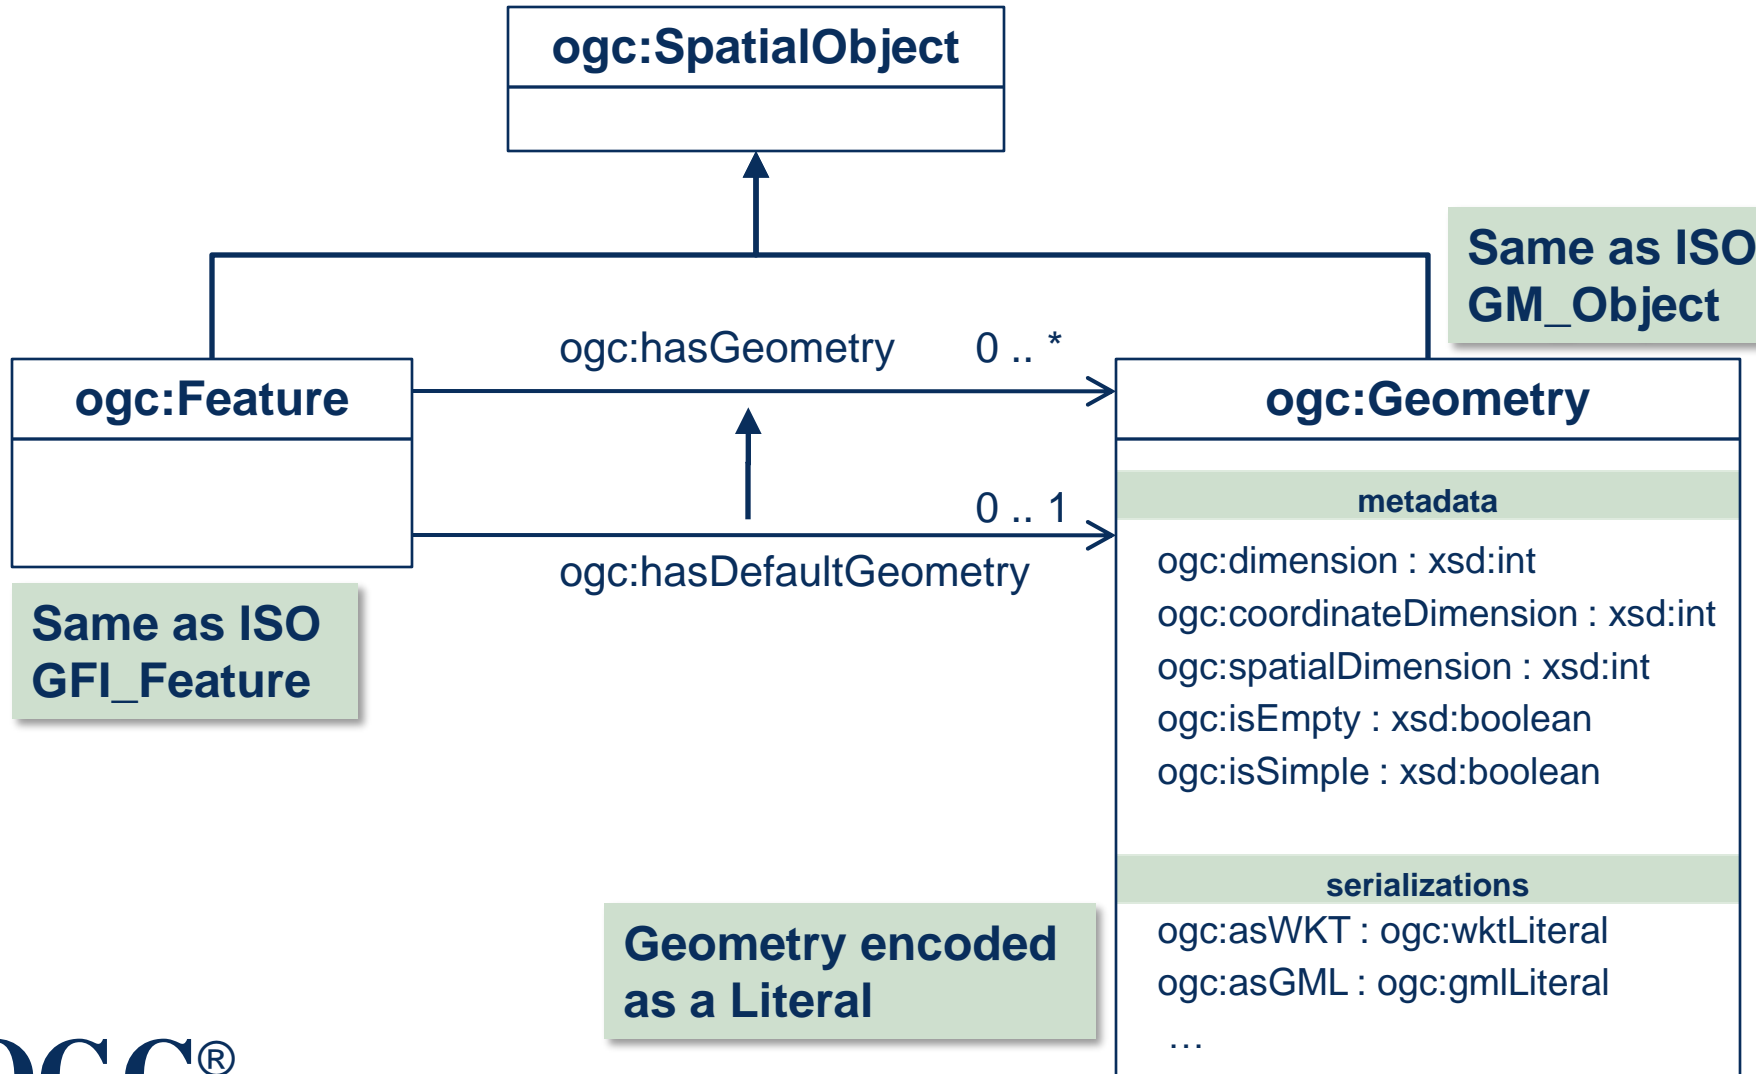 ogc:SpatialObject
Same as ISO
GM_Object
ogc:hasGeometry 0 .. *
ogc:Feature
ogc:Geometry
metadata
0 .. 1
ogc:hasDefaultGeometry
ogc:dimension : xsd:int
ogc:coordinateDimension : xsd:int
ogc:spatialDimension : xsd:int
ogc:isEmpty : xsd:boolean
ogc:isSimple : xsd:boolean
Same as ISO
GFI_Feature
serializations
ogc:asWKT : ogc:wktLiteral
ogc:asGML : ogc:gmlLiteral
…
Geometry encoded
as a Literal
OGC®